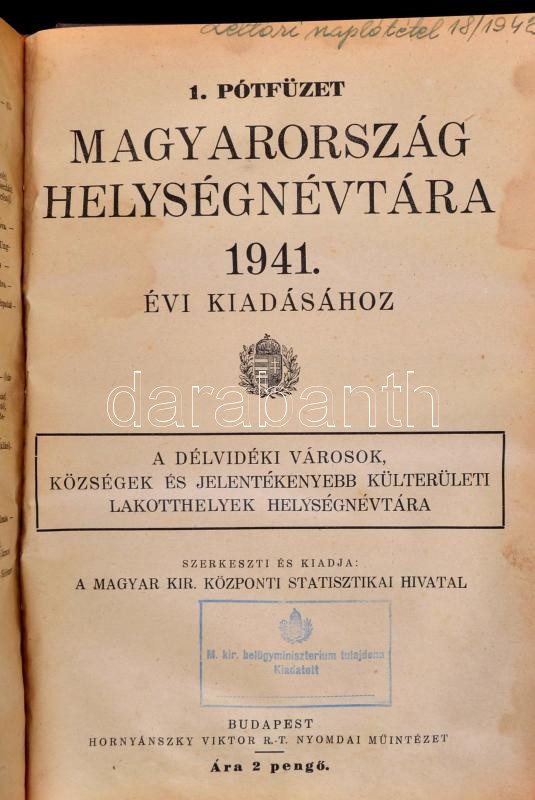 Leltári naplótétel 18/1942
1. PÓTFÜZET
MAGYARORSZÁG
HELYSÉGNÉVTÁRA
1941.
ÉVI KIADÁSÁHOZ
darabanth
A DÉLVIDÉKI VÁROSOK,
KÖZSÉGEK ÉS JELENTÉKENYEBB KÜLTERÜLETI
LAKOTTHELYEK HELYSÉGNÉVTÁRA
SZERKESZTI ÉS KIADJA:
A MAGYAR KIR. KÖZPONTI STATISZTIKAI HIVATAL
M. kir. belügyminiszterium tulajdona
Kiadatott
BUDAPEST
HORNYÁNSZKY VIKTOR R.-T. NYOMDAI MŰINTÉZET
Ára 2 pengő.